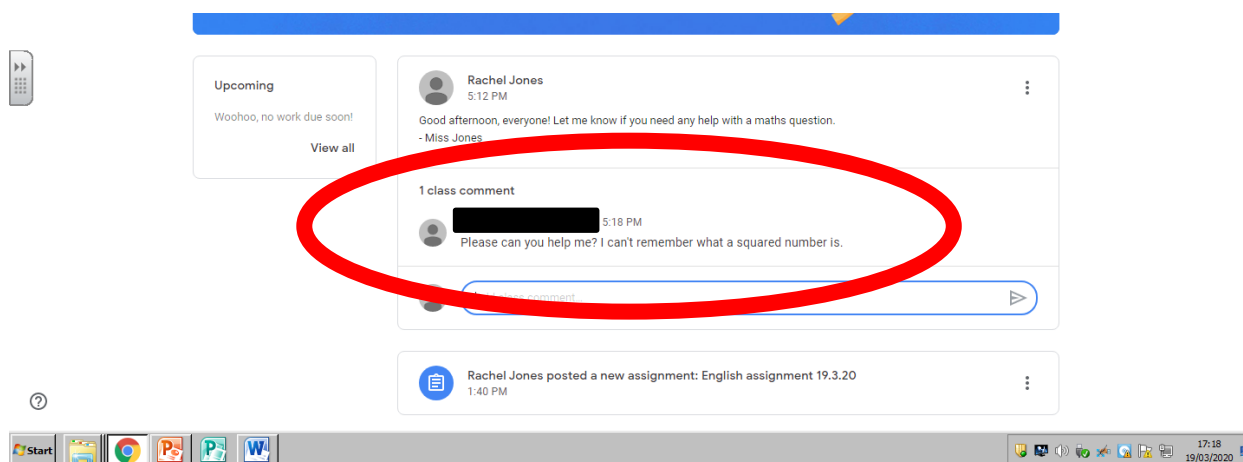 Upcoming
Woohoo, no work due soon!
View all
Rachel Jones
5:12 PM
Good afternoon, everyone! Let me know if you need any help with a maths question.
- Miss Jones
1 class comment
5:18 PM
Please can you help me? I can't remember what a squared number is.
class comment...
Rachel Jones posted a new assignment: English assignment 19.3.20
1:40 PM
Start
17:18
19/03/2020